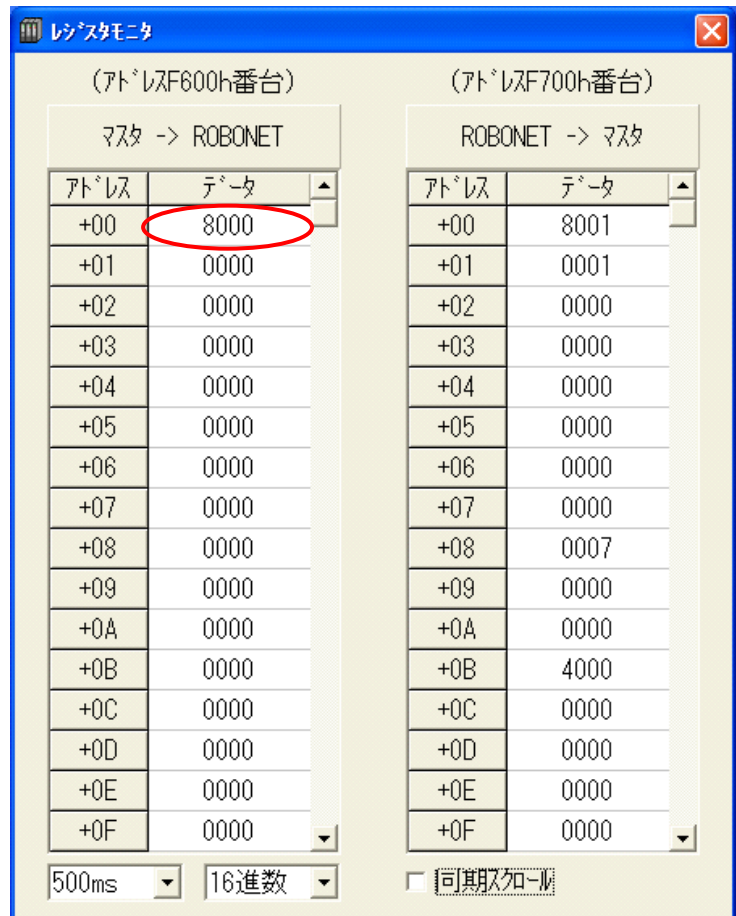 レジスタモニタ
(アドレスF600h番台) (アドレスF700h番台)
マスタ -> ROBONET ROBONET -> マスタ
アドレス データ アドレス データ
+00 8000 +00 8001
+01 0000 +01 0001
+02 0000 +02 0000
+03 0000 +03 0000
+04 0000 +04 0000
+05 0000 +05 0000
+06 0000 +06 0000
+07 0000 +07 0000
+08 0000 +08 0007
+09 0000 +09 0000
+0A 0000 +0A 0000
+0B 0000 +0B 4000
+0C 0000 +0C 0000
+0D 0000 +0D 0000
+0E 0000 +0E 0000
+0F 0000 +0F 0000
500ms 16進数 同期スクロール